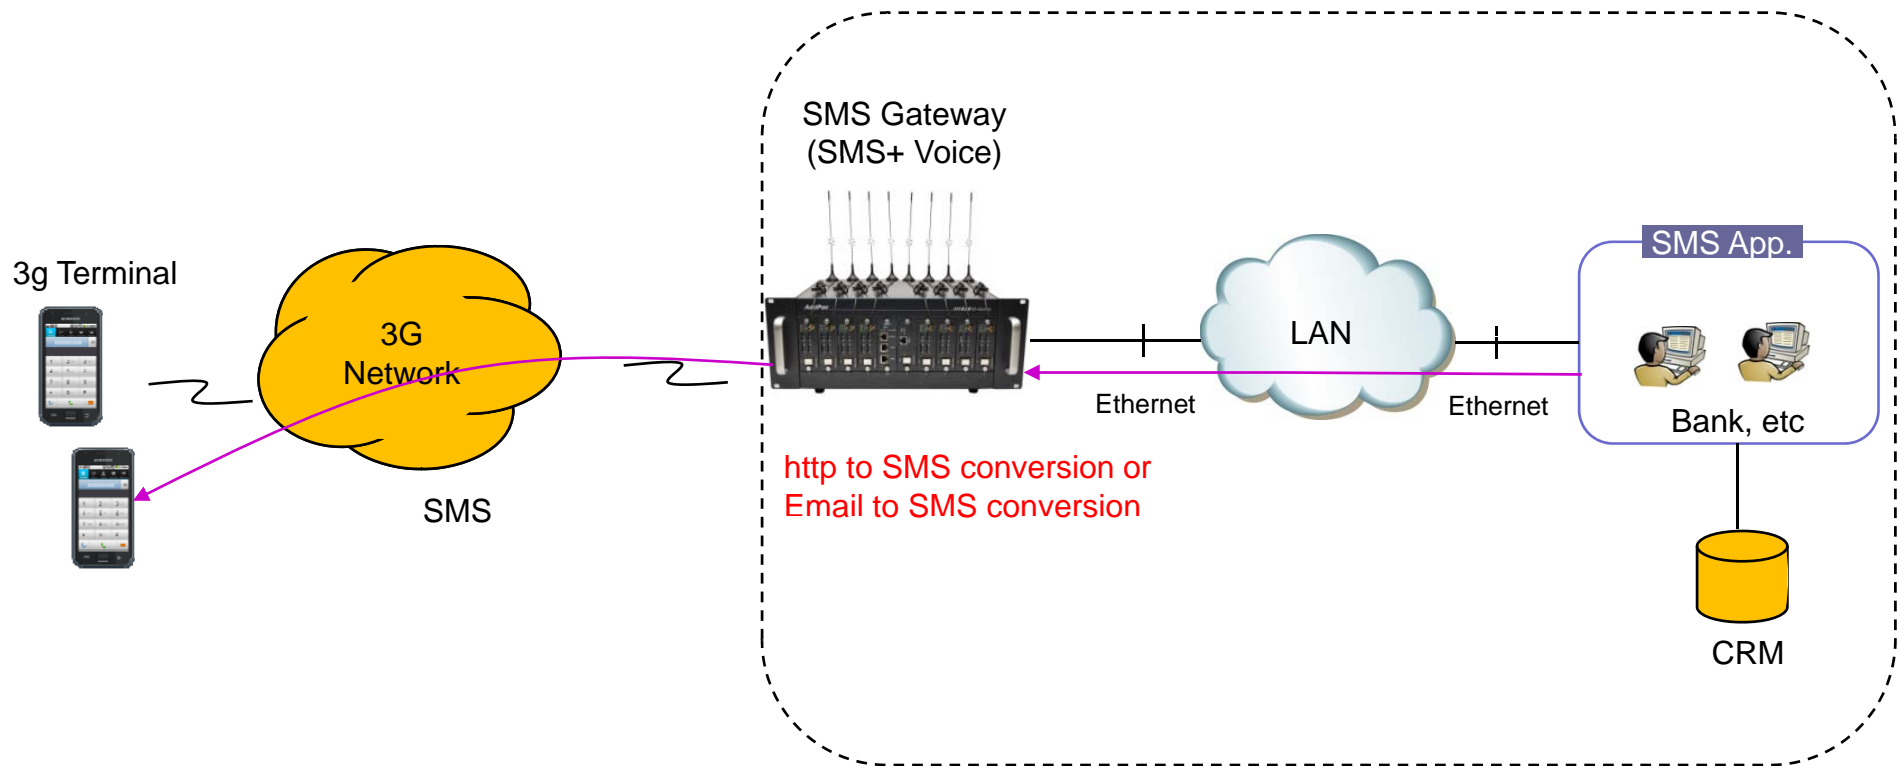 SMS Gateway
(SMS+ Voice)
SMS App.
3g Terminal
3G
Network
LAN
Ethernet
Ethernet
Bank, etc
http to SMS conversion or
Email to SMS conversion
SMS
CRM